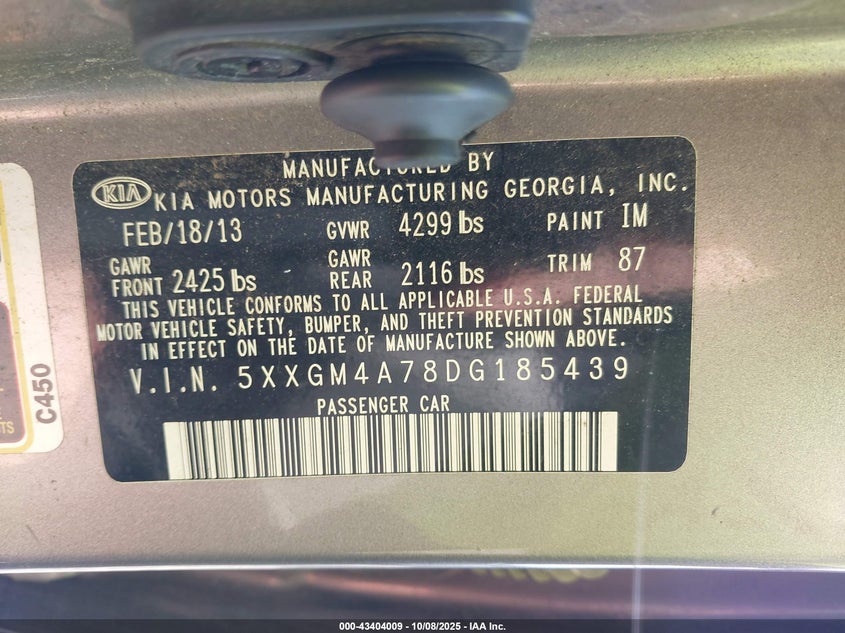 MANUFACTURED BY
KIA KIA MOTORS MANUFACTURING GEORGIA, INC.
FEB/18/13 GVWR 4299 lbs PAINT IM
GAWR FRONT 2425 lbs GAWR REAR 2116 lbs TRIM 87
THIS VEHICLE CONFORMS TO ALL APPLICABLE U.S.A. FEDERAL
MOTOR VEHICLE SAFETY, BUMPER, AND THEFT PREVENTION STANDARDS
IN EFFECT ON THE DATE OF MANUFACTURE SHOWN ABOVE.
V.I.N. 5XXGM4A78DG185439
PASSENGER CAR
C450
000-43404009 - 10/08/2025 - IAA Inc.